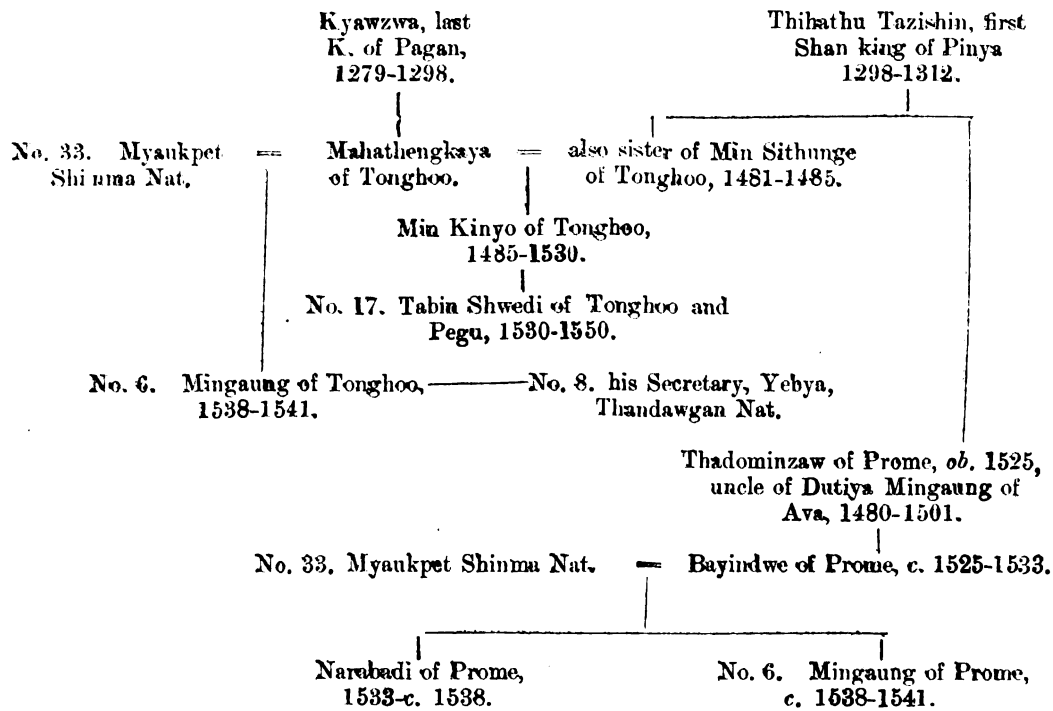 Kyawzwa, last
K. of Pagan,
1279-1298.
Thihathu Tazishin, first
Shan king of Pinya
1298-1312.
No. 33. Myaukpet
Shinma Nat.
=
Mahathengkaya
of Tonghoo.
=
also sister of Min Sithunge
of Tonghoo, 1481-1485.
Min Kinyo of Tonghoo,
1485-1530.
No. 17. Tabin Shwedi of Tonghoo and
Pegu, 1530-1550.
No. 6. Mingaung of Tonghoo,
1538-1541.
No. 8. his Secretary, Yebya,
Thandawgan Nat.
Thadominzaw of Prome, ob. 1525,
uncle of Dutiya Mingaung of
Ava, 1480-1501.
No. 33. Myaukpet Shinma Nat. = Bayindwe of Prome, c. 1525-1533.
Narabadi of Prome,
1533-c. 1538.
No. 6. Mingaung of Prome,
c. 1538-1541.